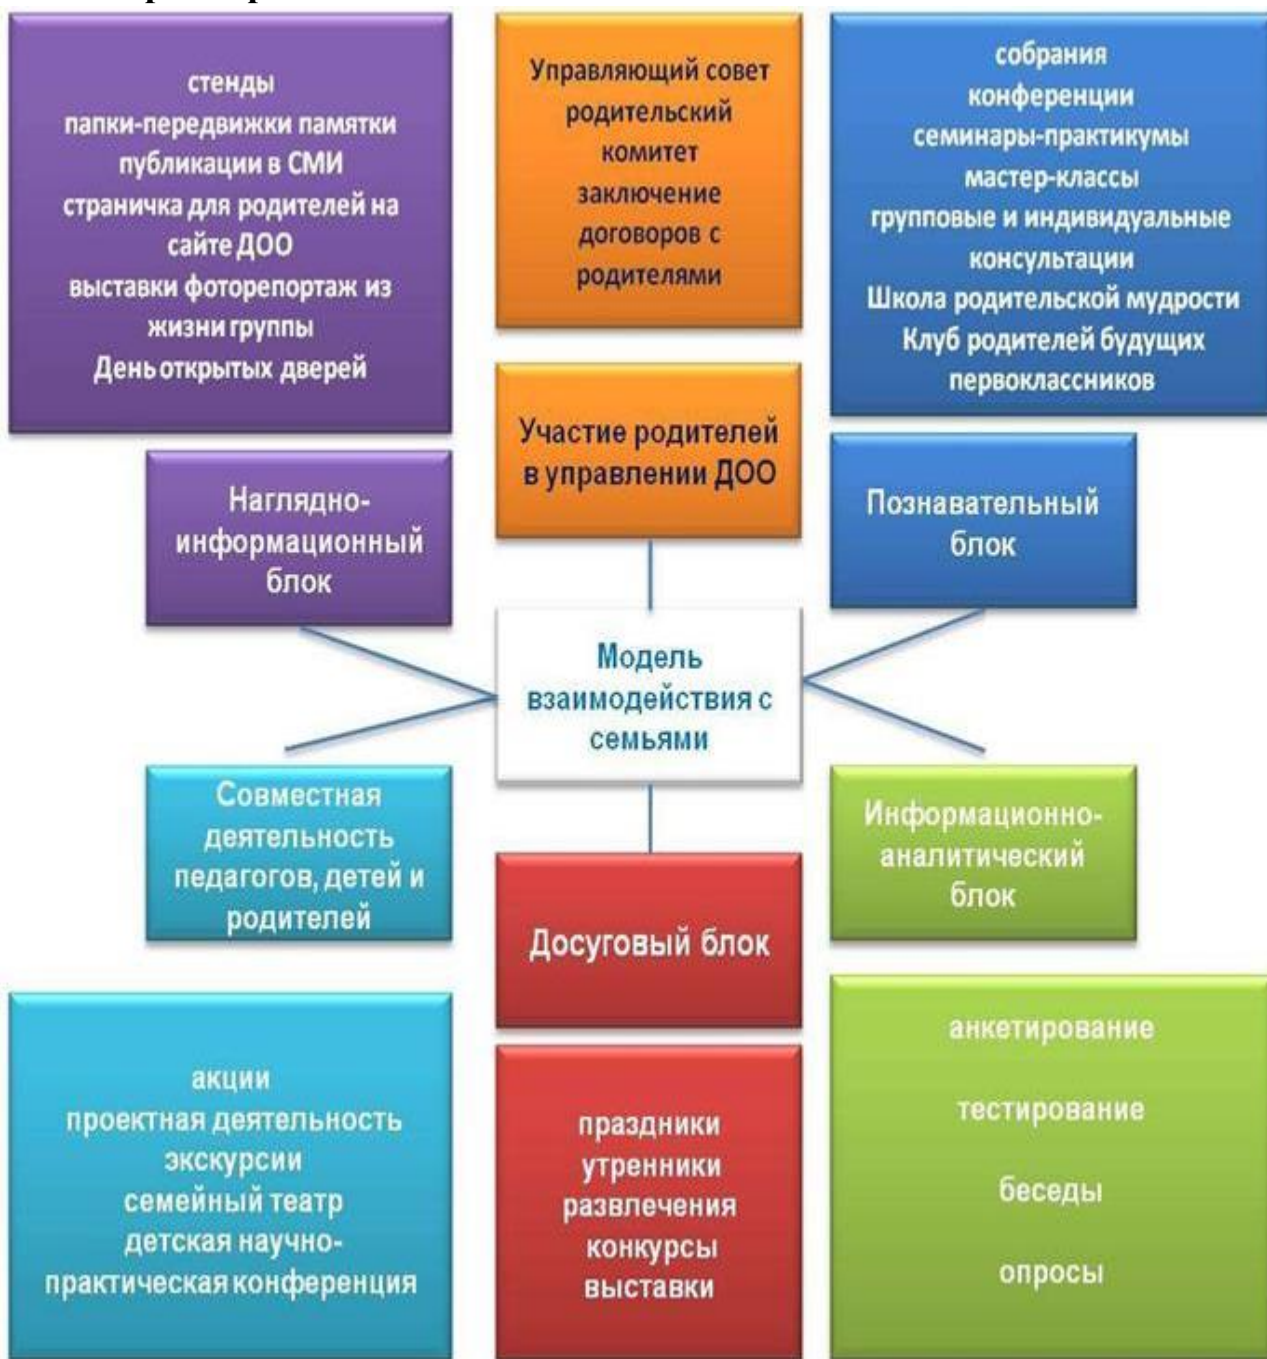 стенды
папки-передвижки памятки
публикации в СМИ
страничка для родителей на
сайте ДОО
выставки фоторепортаж из
жизни группы
День открытых дверей
Управляющий совет
родительский
комитет
заключение
договоров с
родителями
собрания
конференции
семинары-практикумы
мастер-классы
групповые и индивидуальные
консультации
Школа родительской мудрости
Клуб родителей будущих
первоклассников
Наглядно-
информационный
блок
Участие родителей
в управлении ДОО
Познавательный
блок
Модель
взаимодействия с
семьями
Совместная
деятельность
педагогов, детей и
родителей
Досуговый блок
Информационно-
аналитический
блок
акции
проектная деятельность
экскурсии
семейный театр
детская научно-
практическая конференция
праздники
утренники
развлечения
конкурсы
выставки
анкетирование
тестирование
беседы
опросы